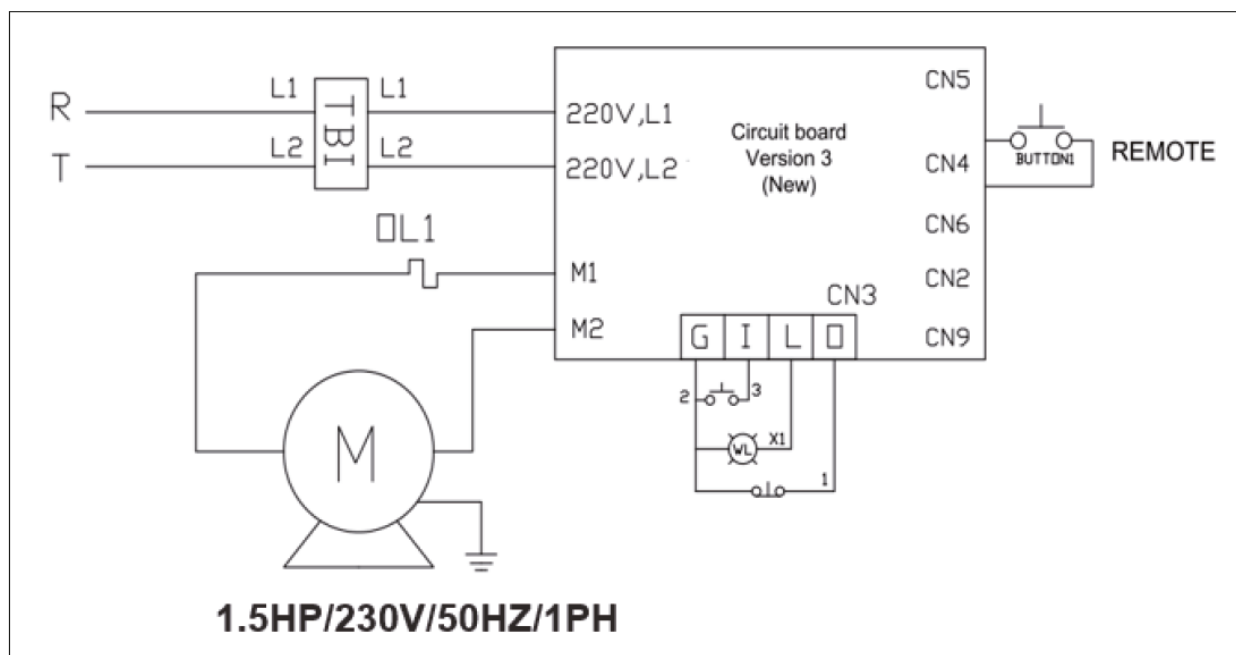 R
T
L1
L2
TBI
L1
L2
220V,L1
220V,L2
Circuit board
Version 3
(New)
CN5
CN4
CN6
CN2
CN9
BUTTON1
REMOTE
OL1
M1
M2
CN3
G I L O
2
3
WL
X1
1
M
1.5HP/230V/50HZ/1PH